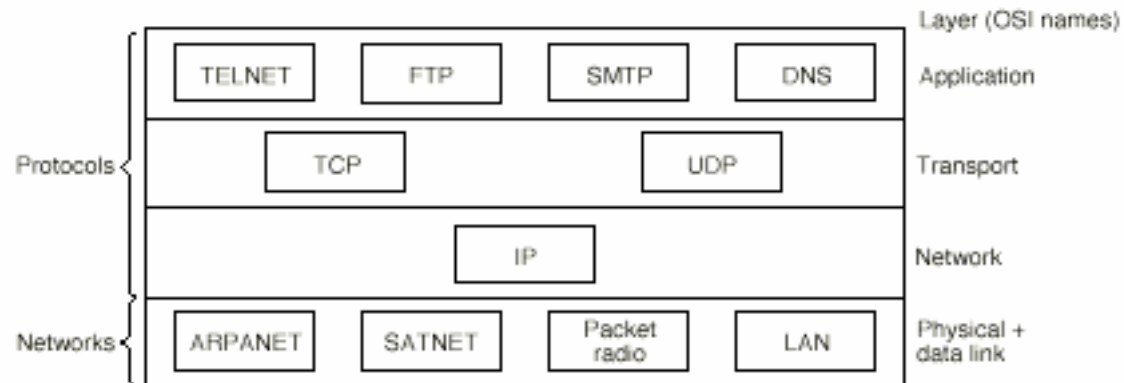 Layer (OSI names)
TELNET FTP SMTP DNS Application
Protocols TCP UDP Transport
IP Network
Networks ARPANET SATNET Packet radio LAN Physical + data link